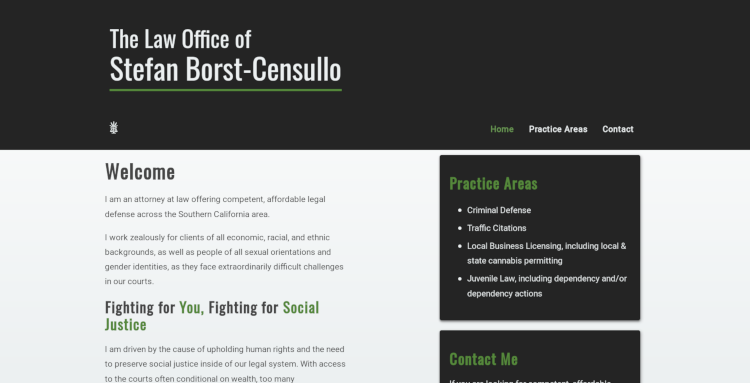 The Law Office of
Stefan Borst-Censullo
Home Practice Areas Contact
Welcome
I am an attorney at law offering competent, affordable legal
defense across the Southern California area.
I work zealously for clients of all economic, racial, and ethnic
backgrounds, as well as people of all sexual orientations and
gender identities, as they face extraordinarily difficult challenges
in our courts.
Fighting for You, Fighting for Social
Justice
I am driven by the cause of upholding human rights and the need
to preserve social justice inside of our legal system. With access
to the courts often conditional on wealth, too many
Practice Areas
Criminal Defense
Traffic Citations
Local Business Licensing, including local &
state cannabis permitting
Juvenile Law, including dependency and/or
dependency actions
Contact Me
If you are looking for competent, affordable